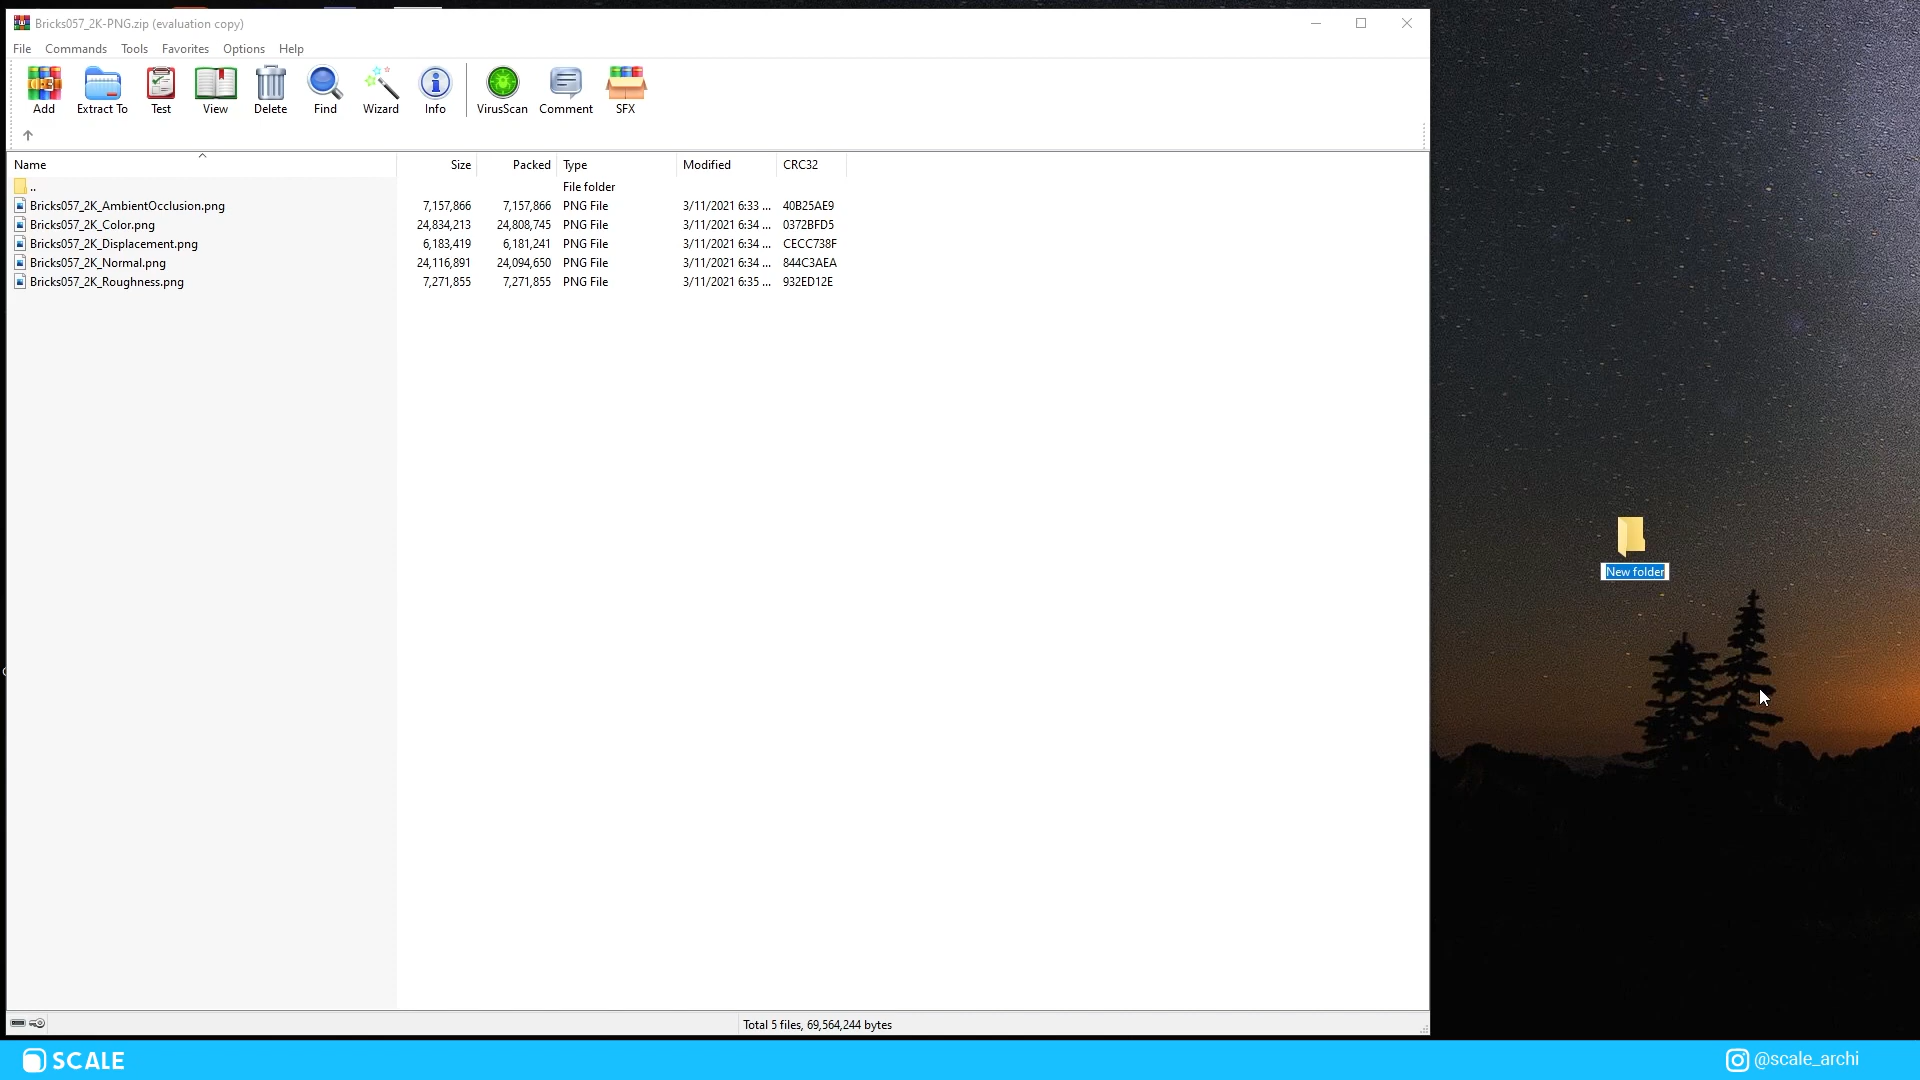 Bricks057_2K-PNG.zip (evaluation copy)
File Commands Tools Favorites Options Help
Add Extract To Test View Delete Find Wizard Info VirusScan Comment SFX
Name Size Packed Type Modified CRC32
.. File folder
Bricks057_2K_AmbientOcclusion.png 7,157,866 7,157,866 PNG File 3/11/2021 6:33 ... 40B25AE9
Bricks057_2K_Color.png 24,834,213 24,808,745 PNG File 3/11/2021 6:34 ... 0372BFD5
Bricks057_2K_Displacement.png 6,183,419 6,181,241 PNG File 3/11/2021 6:34 ... CECC738F
Bricks057_2K_Normal.png 24,116,891 24,094,650 PNG File 3/11/2021 6:34 ... 844C3AEA
Bricks057_2K_Roughness.png 7,271,855 7,271,855 PNG File 3/11/2021 6:35 ... 932ED12E
New folder
Total 5 files, 69,564,244 bytes
SCALE
@scale_archi